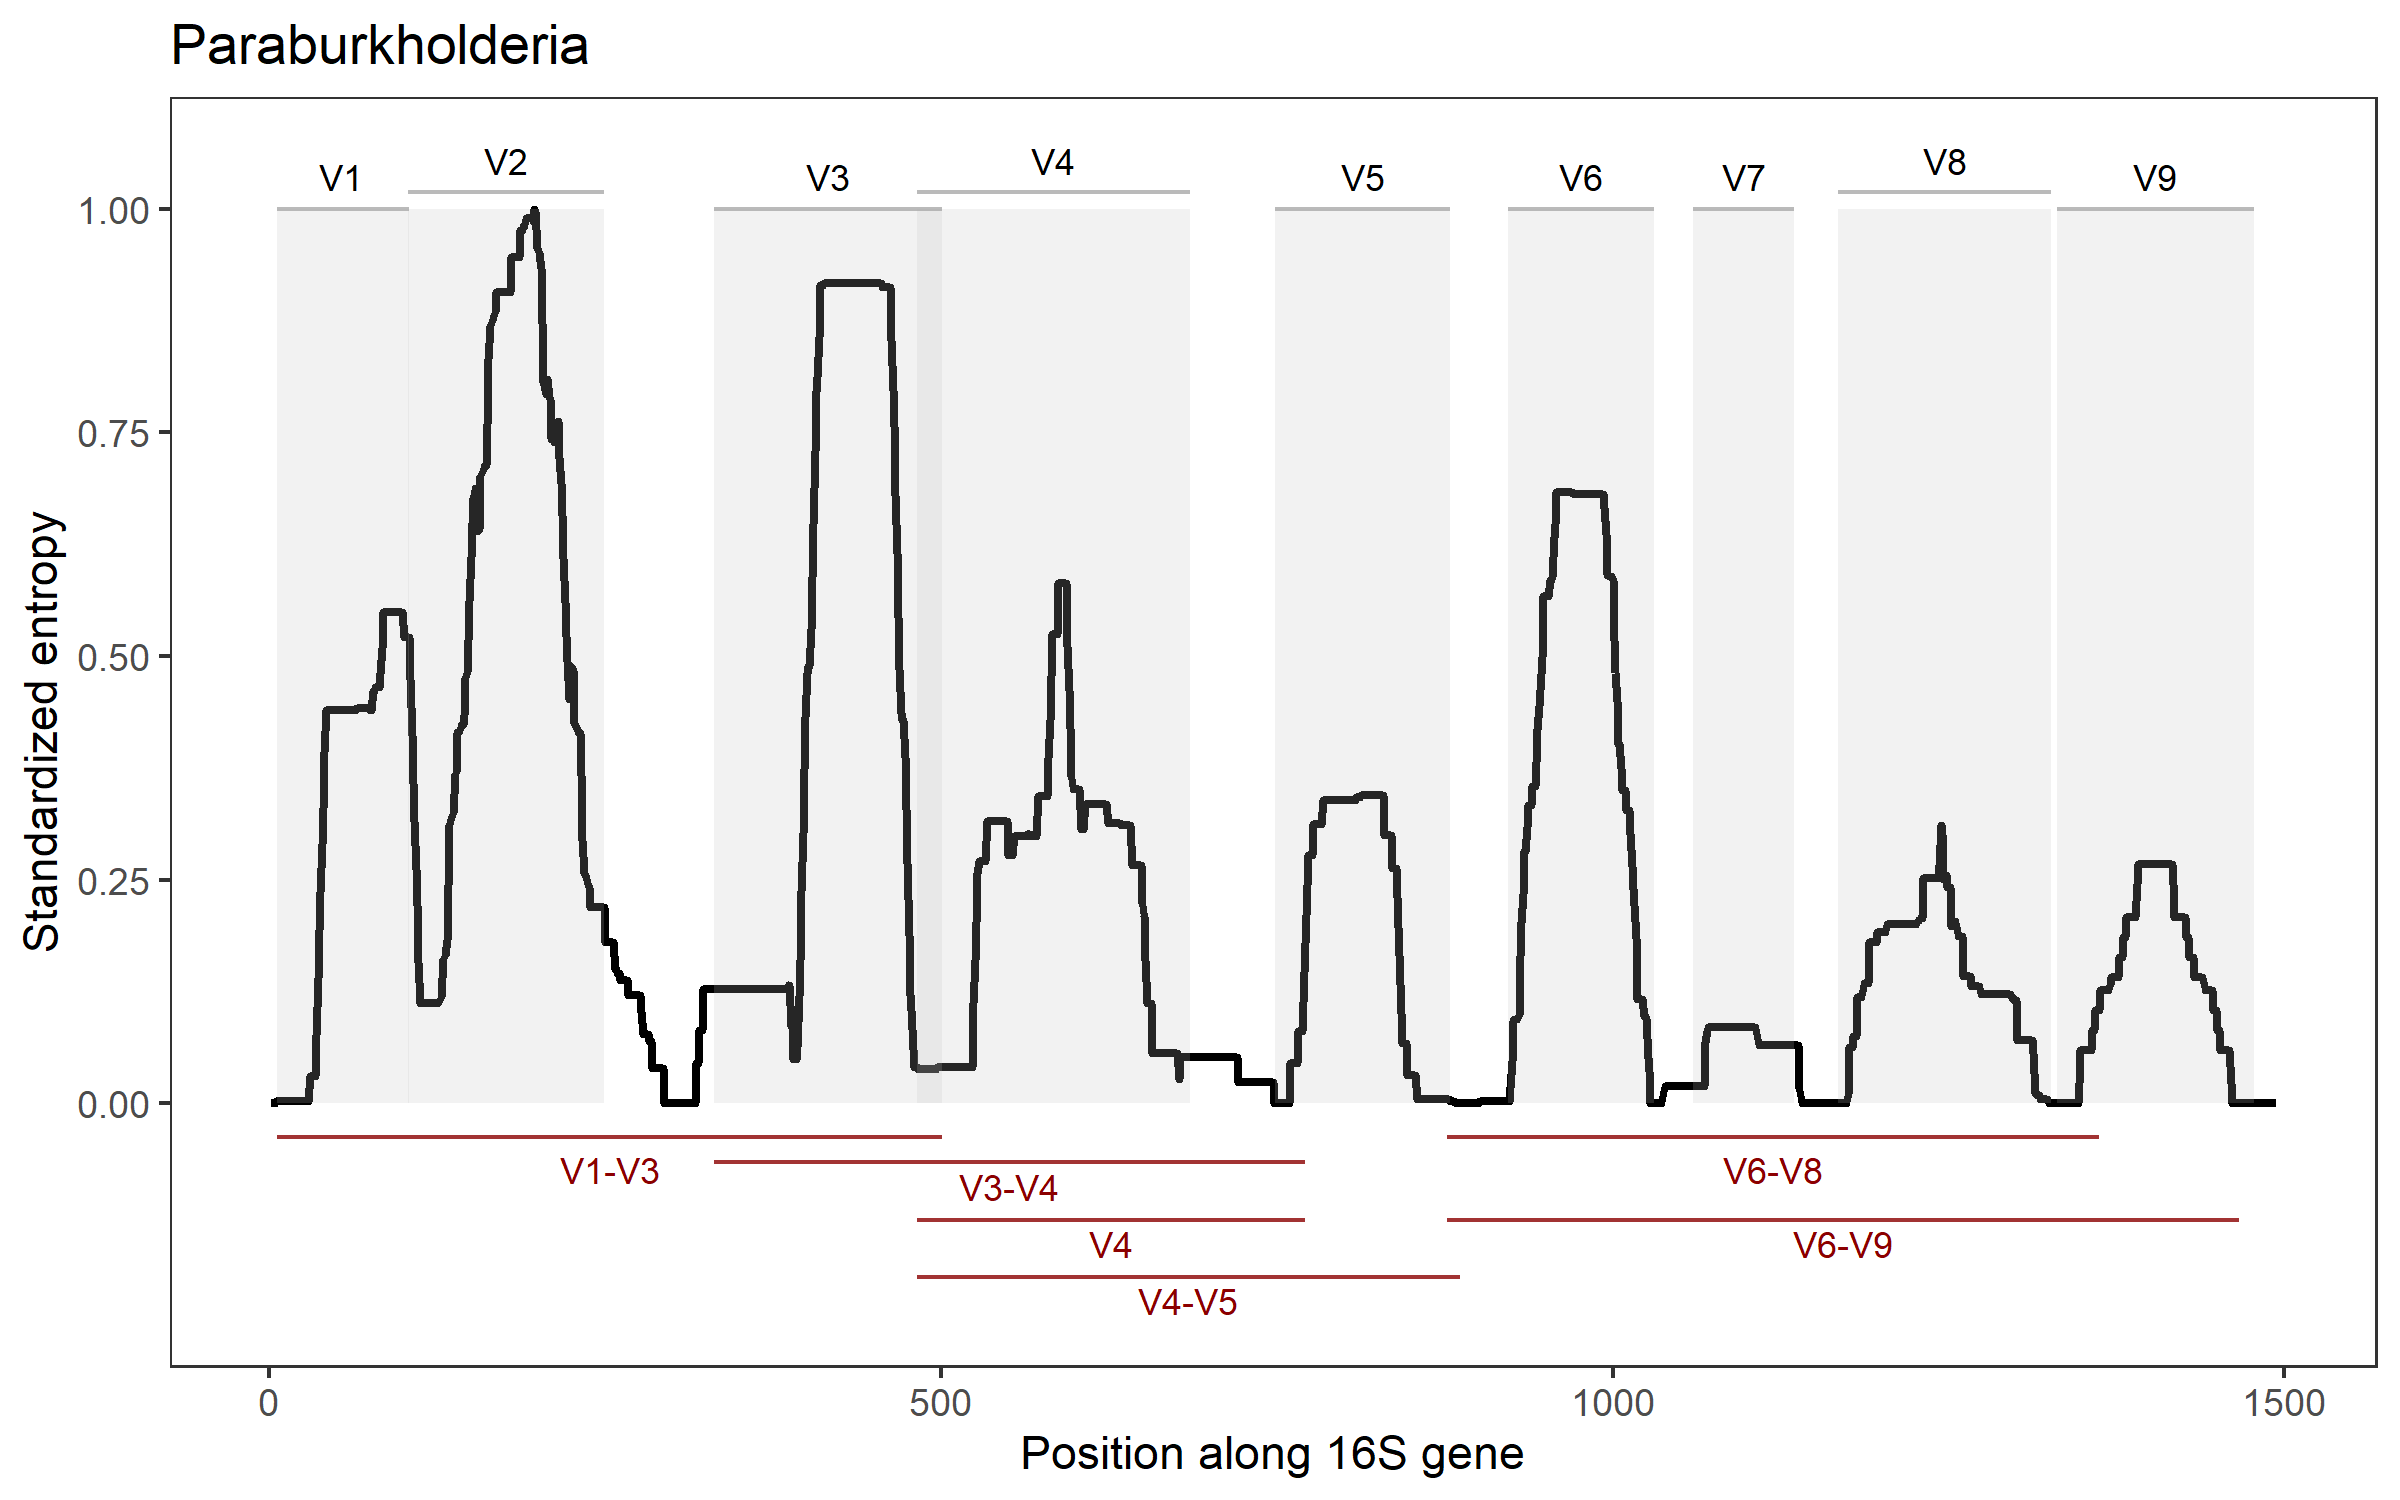 Paraburkholderia
V1
V2
V3
V4
V5
V6
V7
V8
V9
1.00
0.75
0.50
0.25
0.00
Standardized entropy
V1-V3
V3-V4
V4
V4-V5
V6-V8
V6-V9
0
500
1000
1500
Position along 16S gene